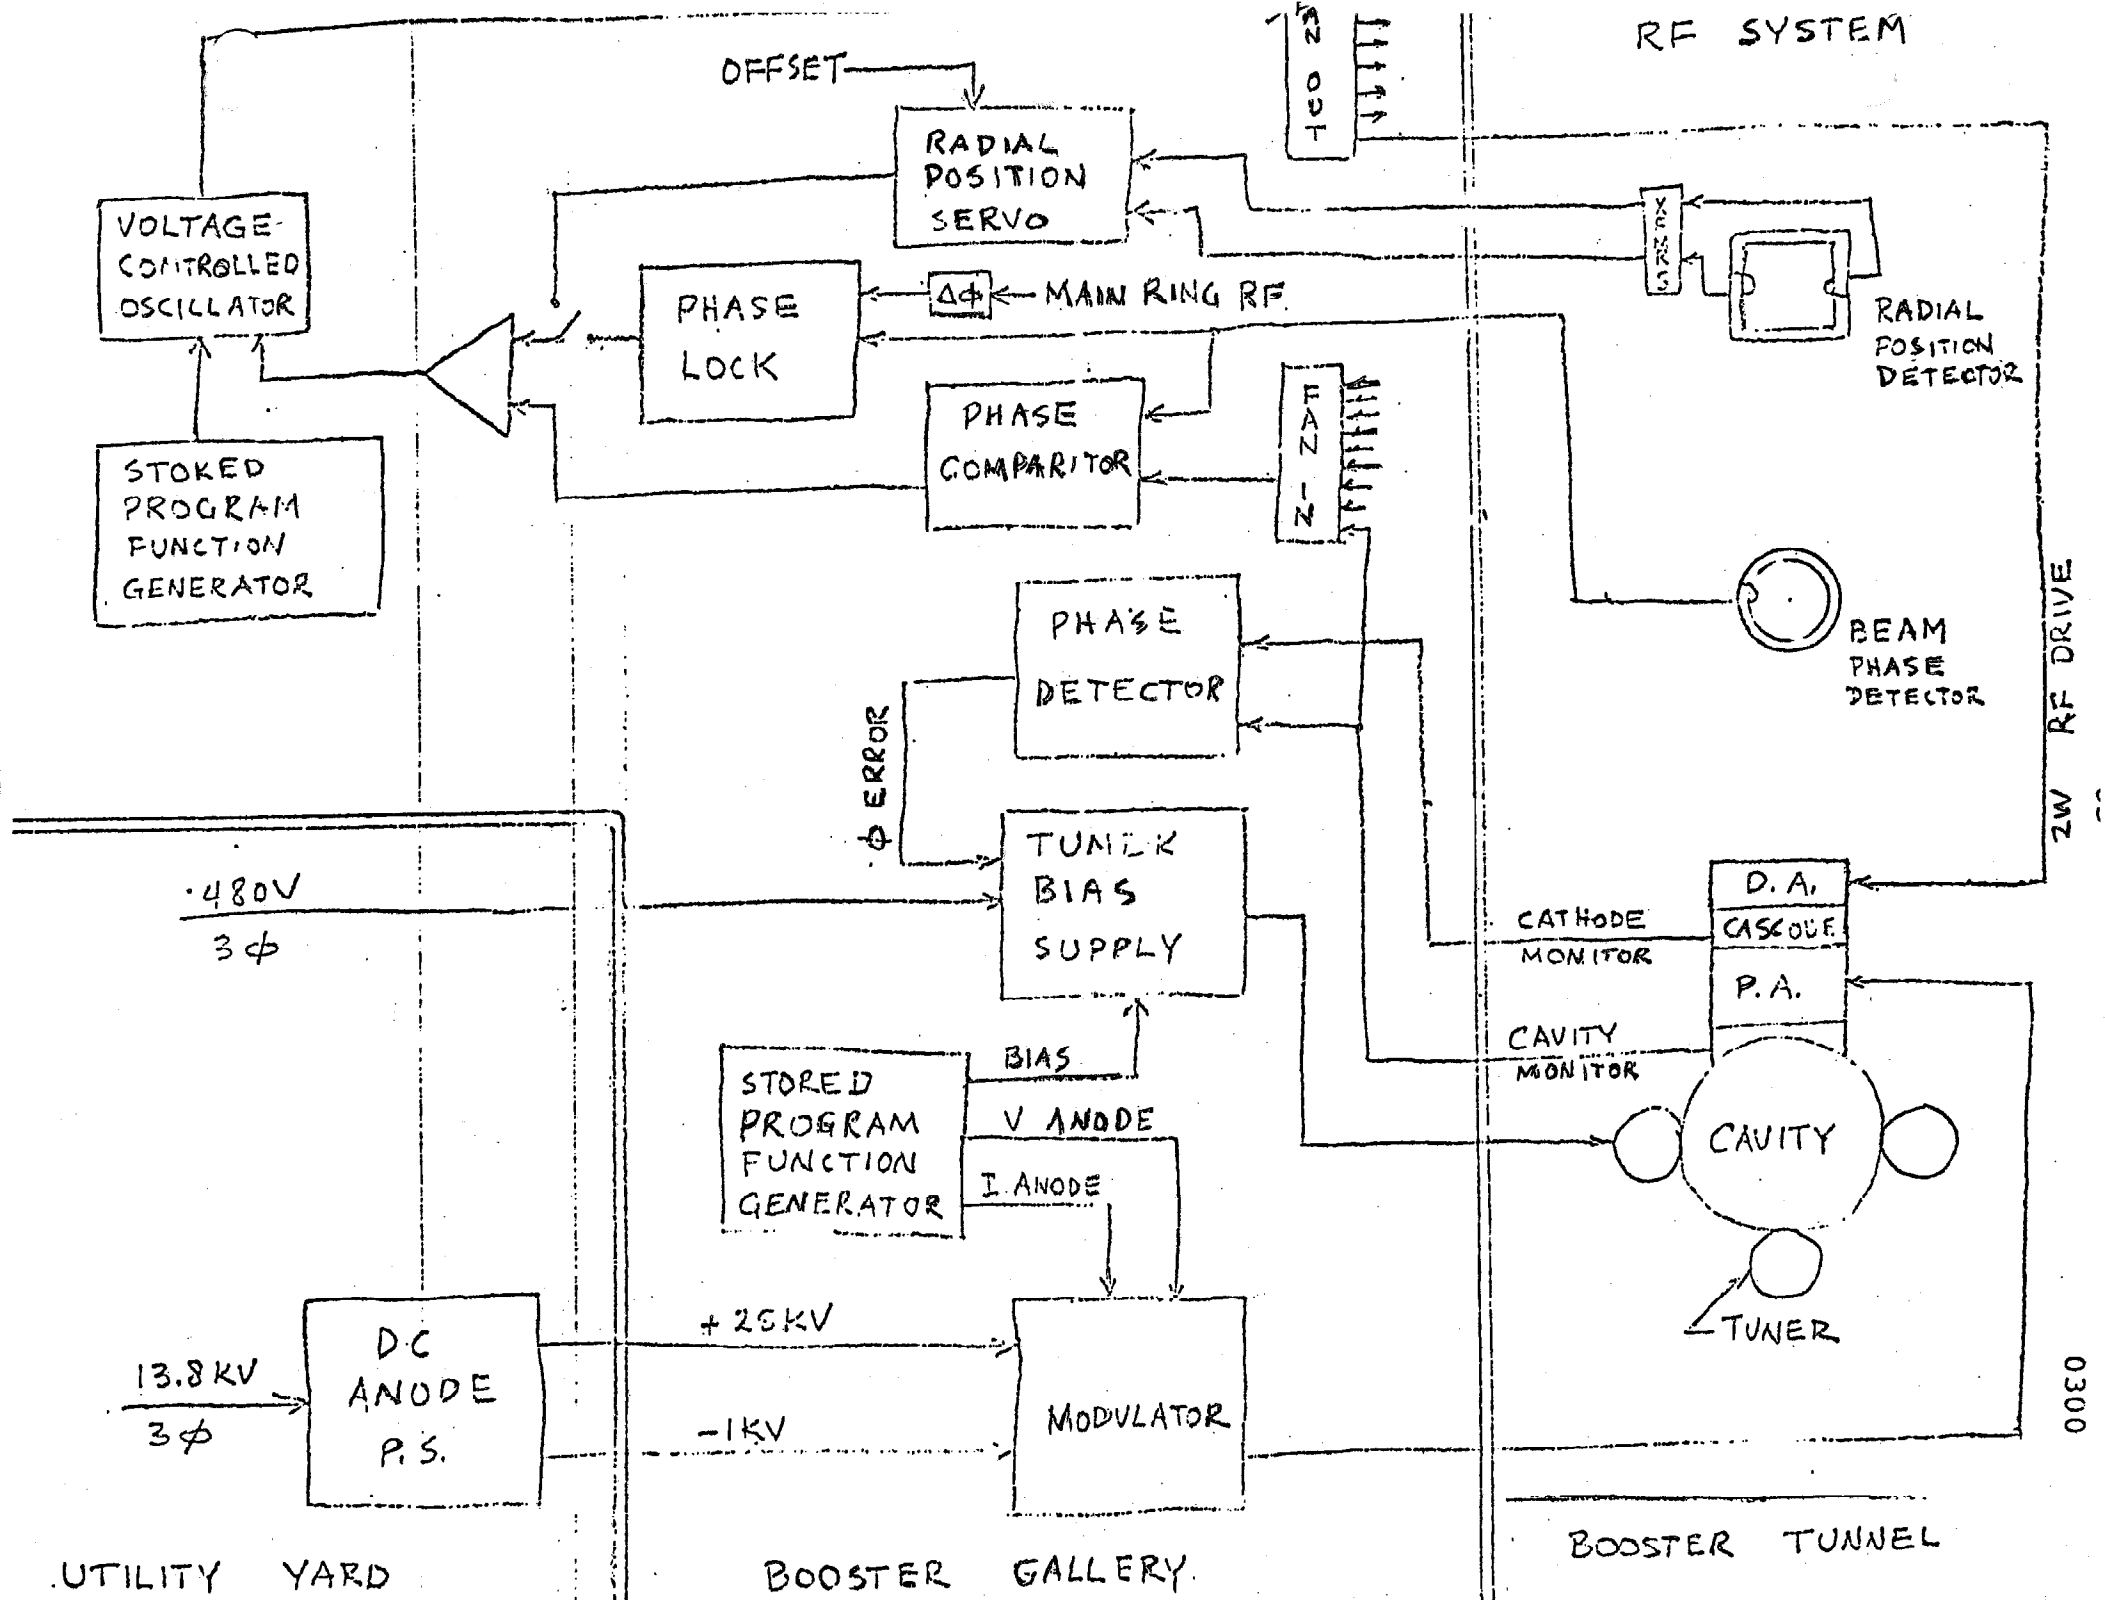 RF SYSTEM
FAN OUT
OFFSET
RADIAL
POSITION
SERVO
VOLTAGE-
CONTROLLED
OSCILLATOR
PHASE
LOCK
Δϕ
MAIN RING RF
RADIAL
POSITION
DETECTOR
PHASE
COMPARITOR
FAN IN
STORED
PROGRAM
FUNCTION
GENERATOR
PHASE
DETECTOR
BEAM
PHASE
DETECTOR
2W RF DRIVE
ϕ ERROR
TUNER
BIAS
SUPPLY
480V
3ϕ
D.A.
CASCODE
P.A.
CATHODE
MONITOR
CAVITY
MONITOR
CAVITY
TUNER
STORED
PROGRAM
FUNCTION
GENERATOR
BIAS
V ANODE
I ANODE
DC
ANODE
P.S.
13.8KV
3ϕ
-1KV
MODULATOR
0300
UTILITY YARD
BOOSTER GALLERY
BOOSTER TUNNEL